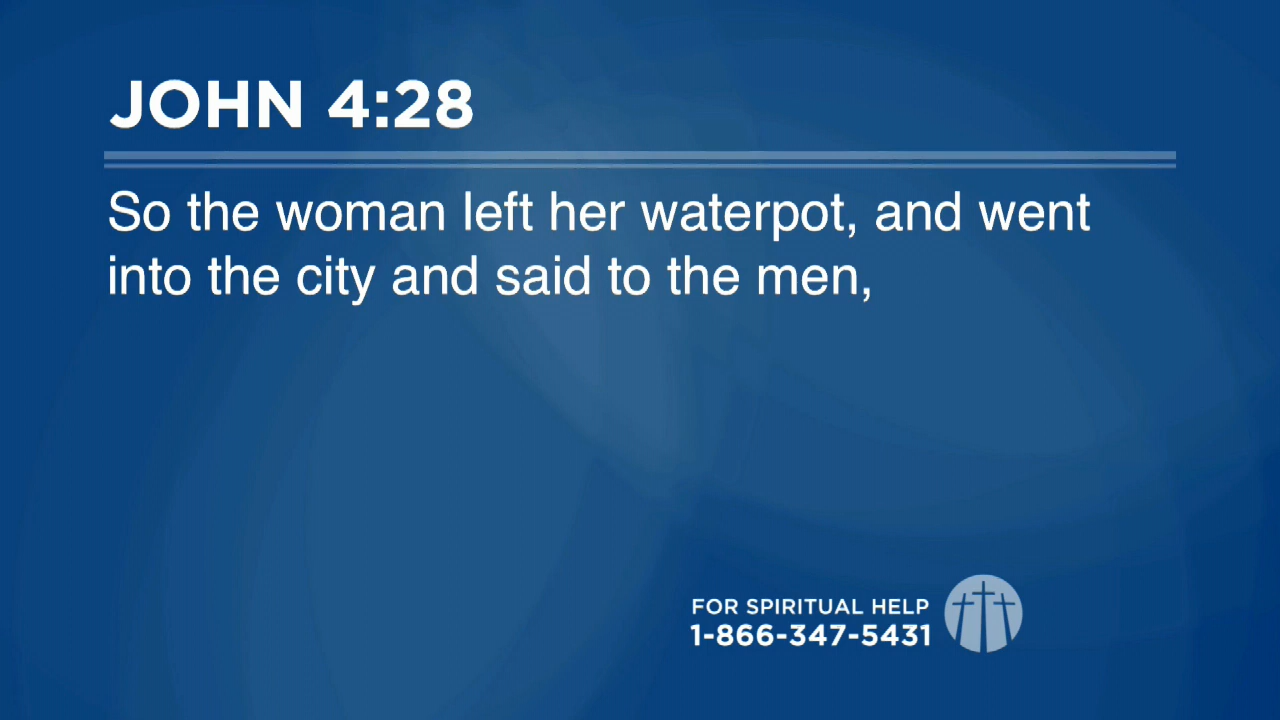 JOHN 4:28
So the woman left her waterpot, and went
into the city and said to the men,
FOR SPIRITUAL HELP
1-866-347-5431